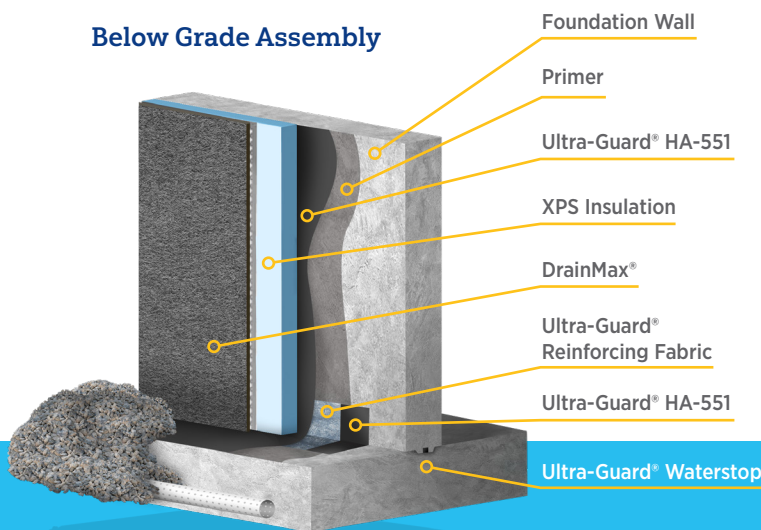 Below Grade Assembly
Foundation Wall
Primer
Ultra-Guard® HA-551
XPS Insulation
DrainMax®
Ultra-Guard®
Reinforcing Fabric
Ultra-Guard® HA-551
Ultra-Guard® Waterstop